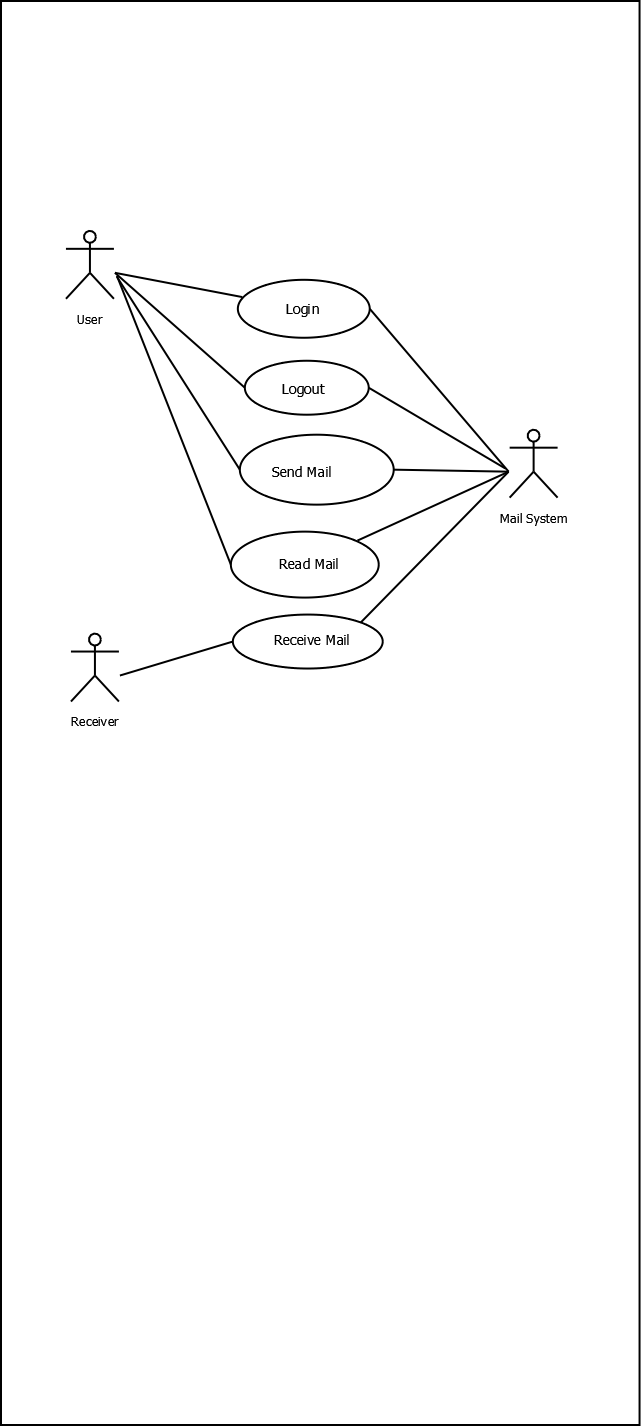 User
Login
Logout
Send Mail
Mail System
Read Mail
Receive Mail
Receiver